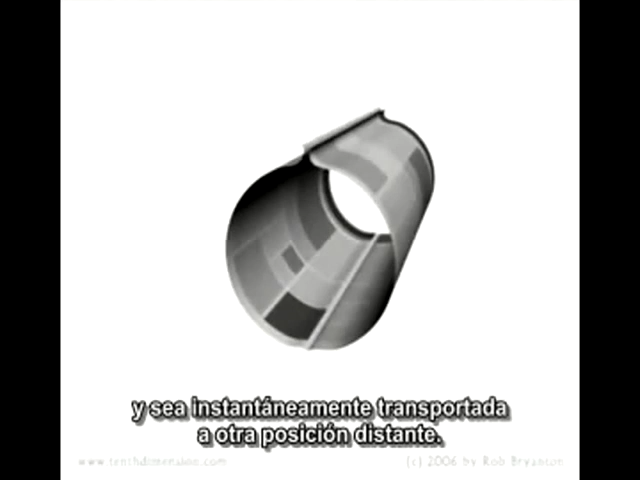 y sea instantáneamente transportada
a otra posición distante.
www.tenthdimension.com
(c) 2006 by Rob Bryanton